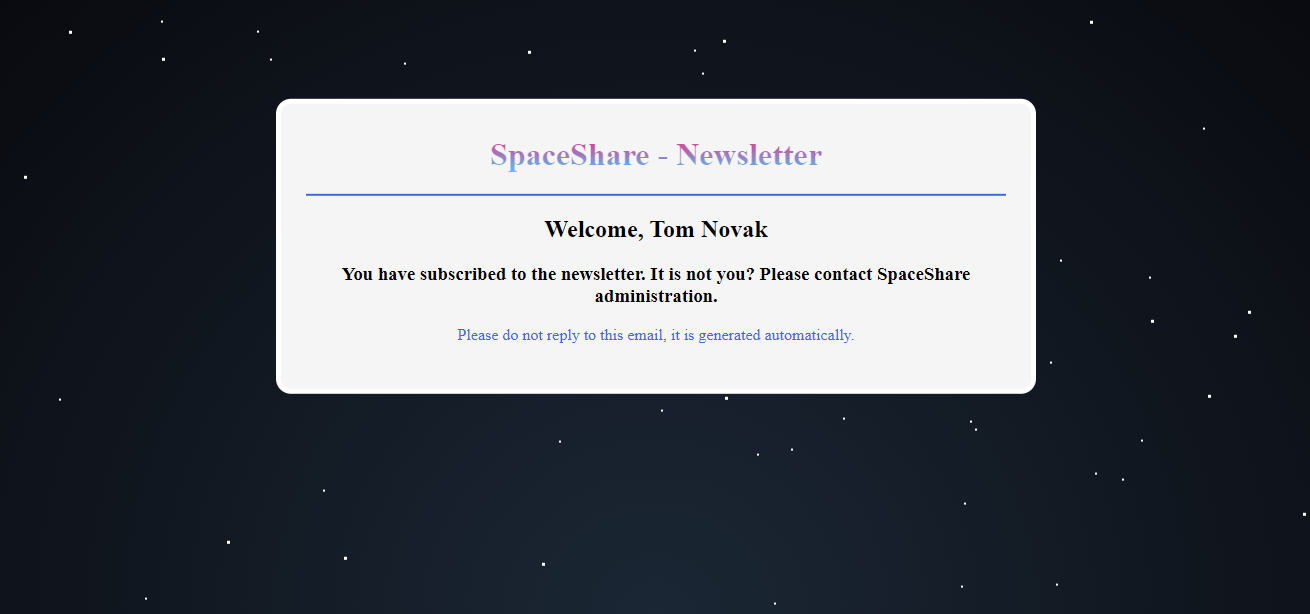 SpaceShare - Newsletter
Welcome, Tom Novak
You have subscribed to the newsletter. It is not you? Please contact SpaceShare
administration.
Please do not reply to this email, it is generated automatically.